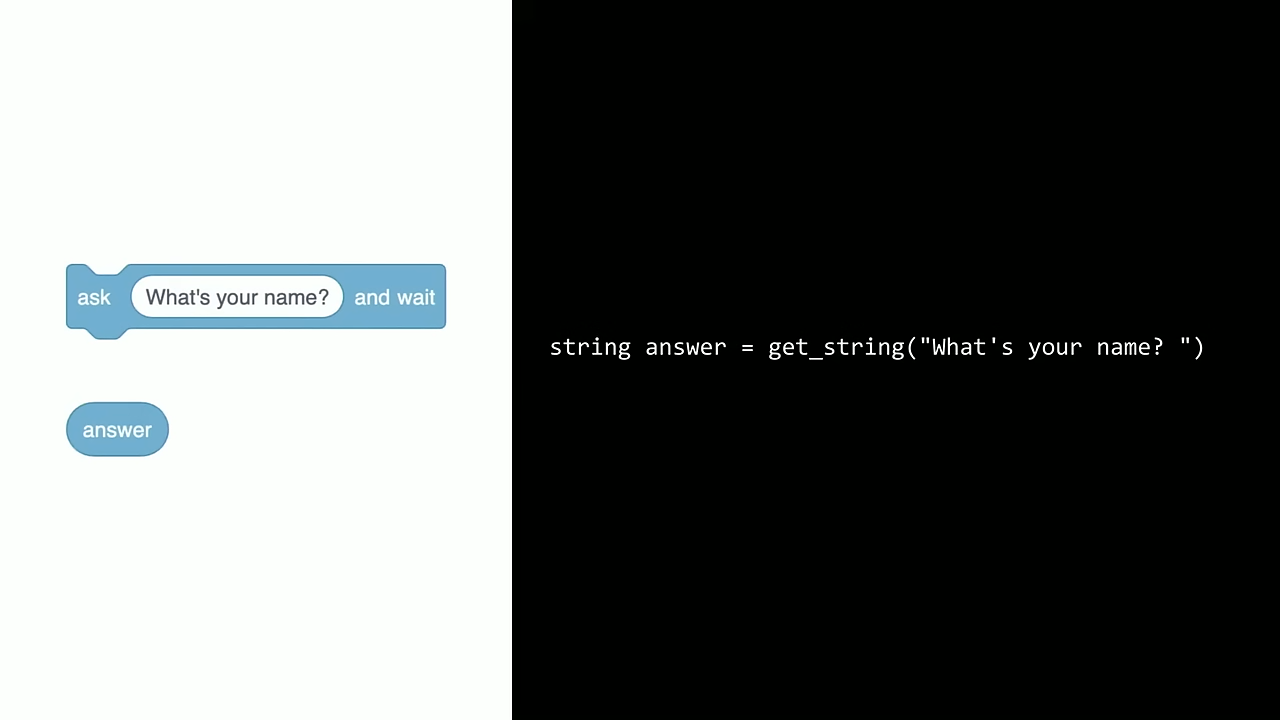 ask What's your name? and wait
answer
string answer = get_string("What's your name? ")